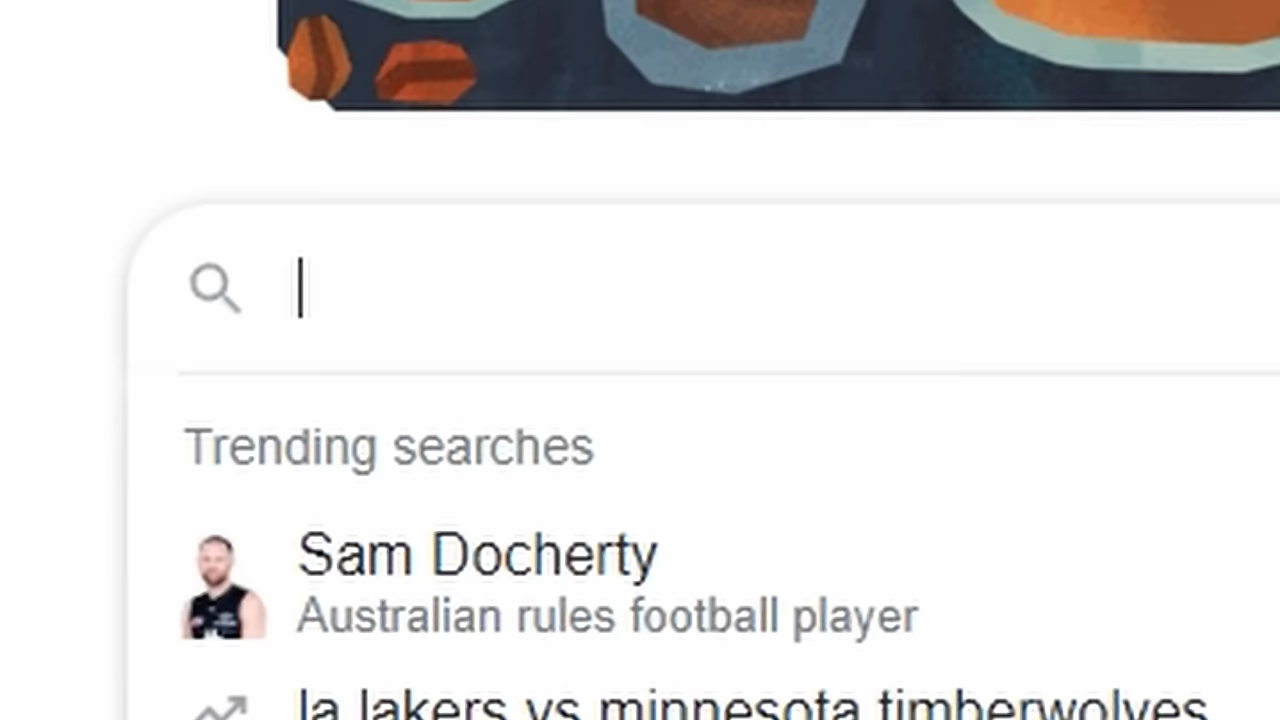 Trending searches
Sam Docherty
Australian rules football player
la lakers vs minnesota timberwolves